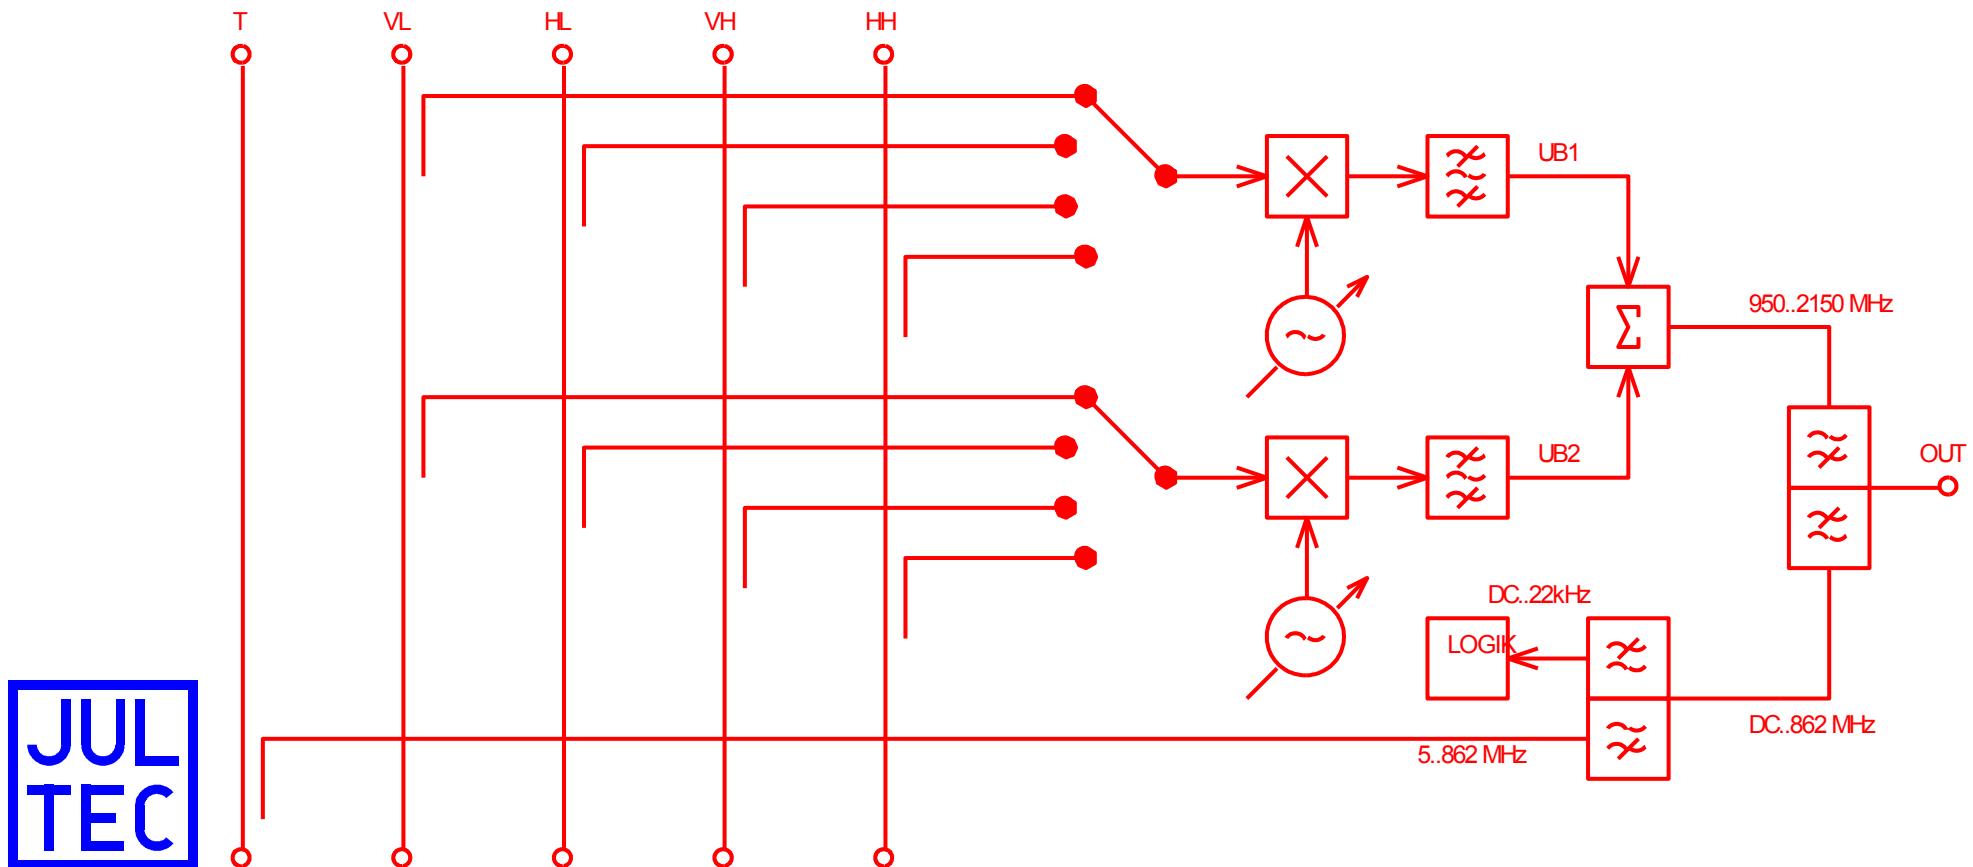 T VL HL VH HH
UB1
950..2150 MHz
UB2
OUT
DC..22kHz
LOGIK
DC..862 MHz
5..862 MHz
JUL
TEC